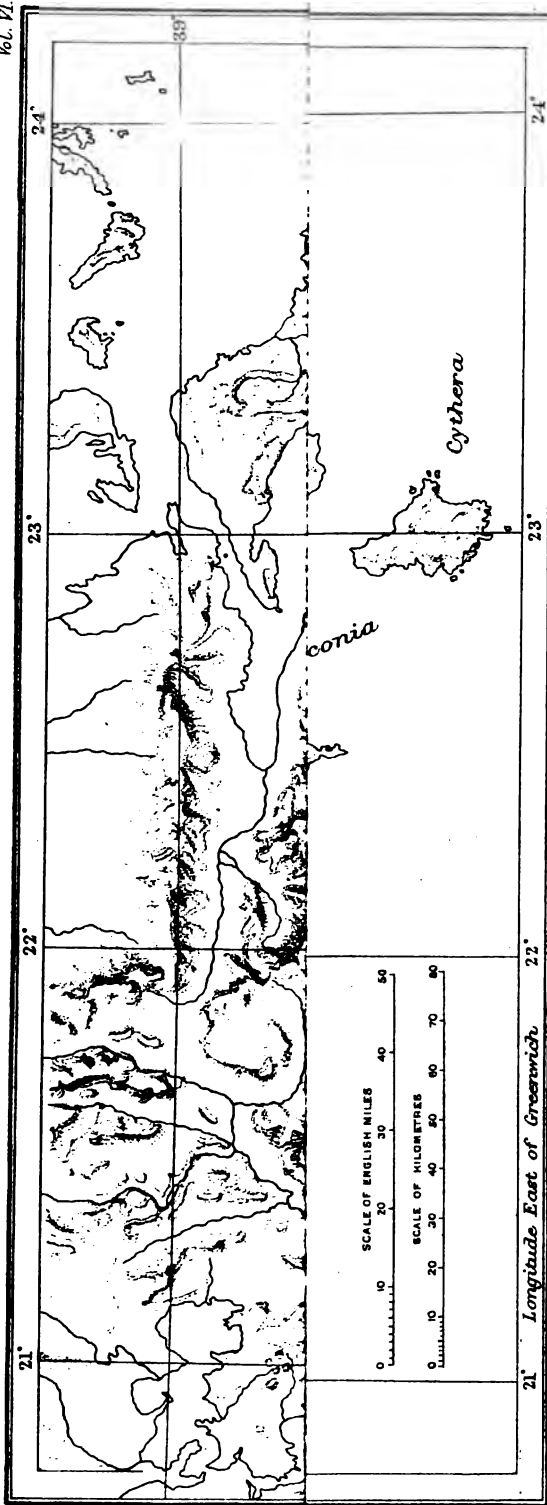 Vol. VI.
21°
22°
23°
24°
39°
conia
Cythera
SCALE OF ENGLISH MILES
0 10 20 30 40 50
SCALE OF KILOMETRES
0 10 20 30 40 50 60 70 80
21°
22°
23°
24°
Longitude East of Greenwich